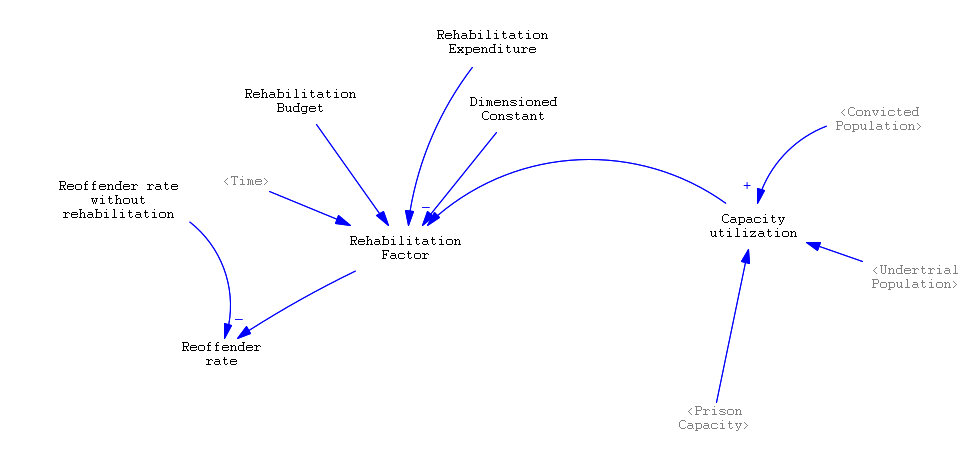 Rehabilitation
Expenditure
Rehabilitation
Budget
Dimensioned
Constant
<Convicted
Population>
<Time>
Reoffender rate
without
rehabilitation
+
−
Capacity
utilization
Rehabilitation
Factor
<Undertrial
Population>
−
Reoffender
rate
<Prison
Capacity>